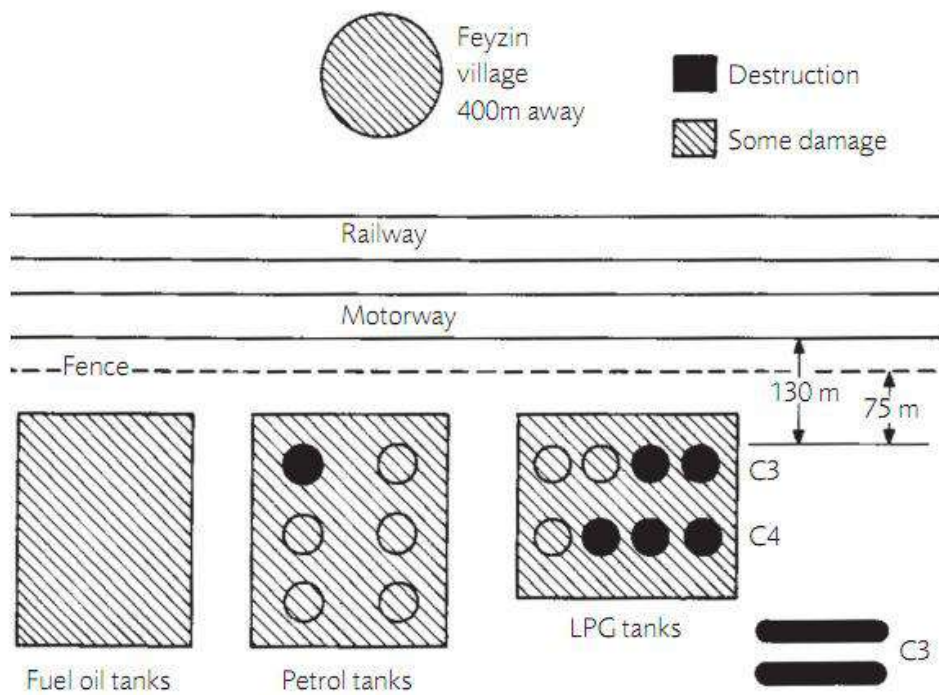 Feyzin
village
400m away
Destruction
Some damage
Railway
Motorway
Fence
130 m
75 m
C3
C4
LPG tanks
C3
Fuel oil tanks
Petrol tanks